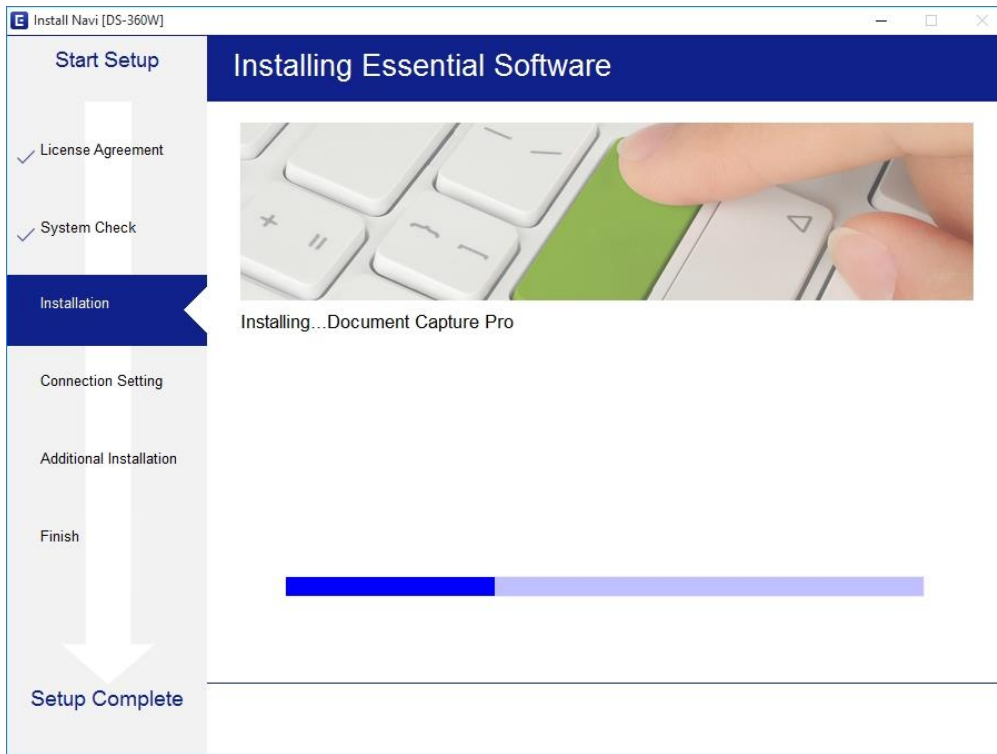 E Install Navi [DS-360W]
Start Setup
Installing Essential Software
License Agreement
System Check
Installation
Installing...Document Capture Pro
Connection Setting
Additional Installation
Finish
Setup Complete